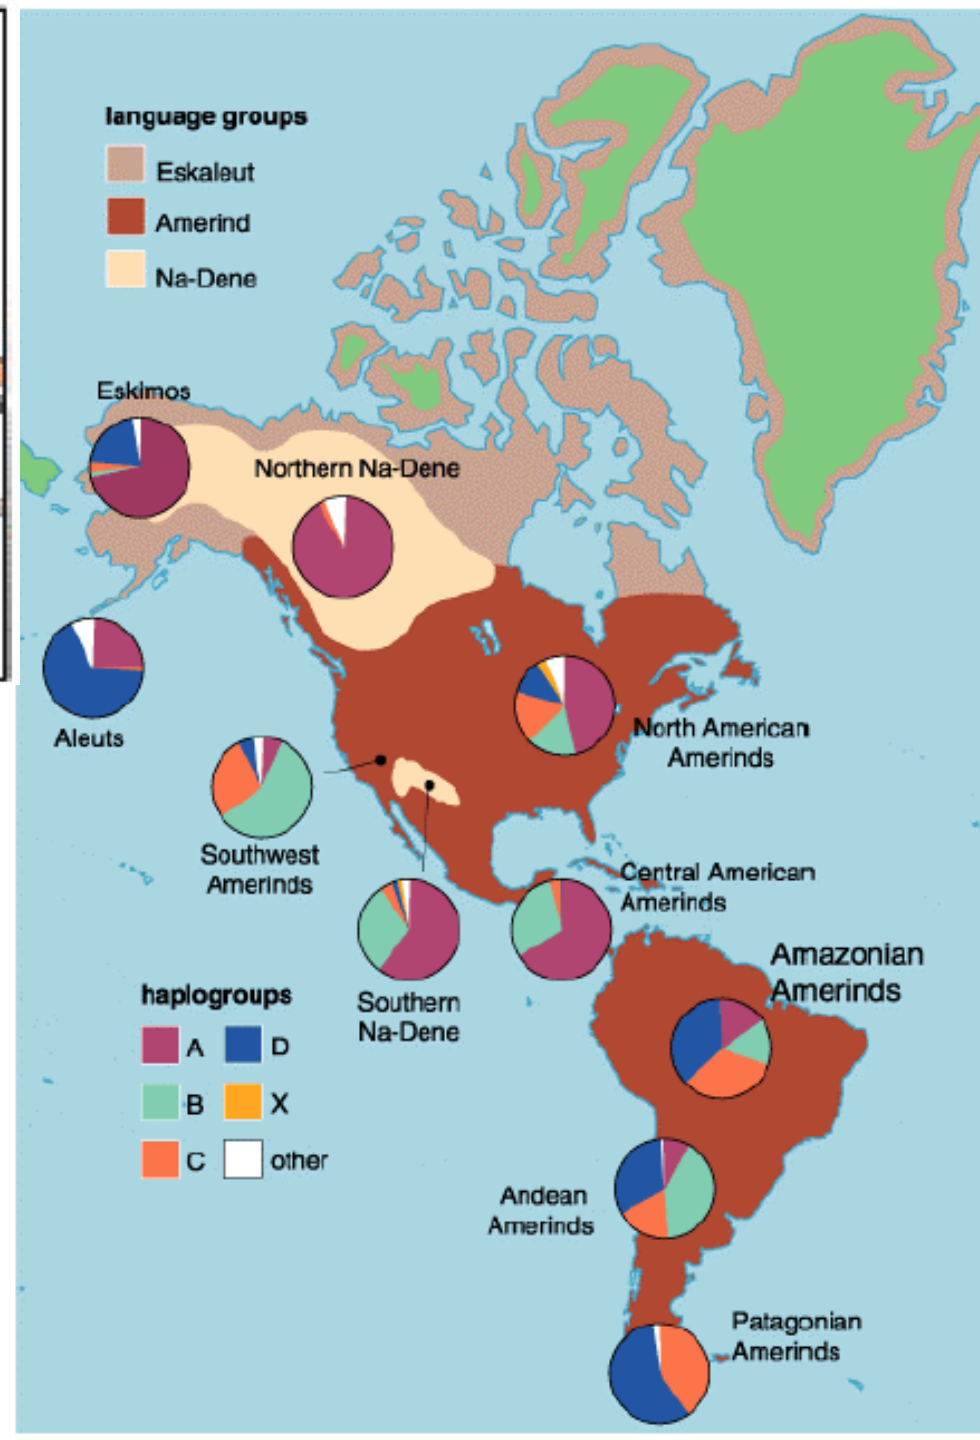 language groups
Eskaleut
Amerind
Na-Dene
Eskimos
Northern Na-Dene
Aleuts
North American
Amerinds
Southwest
Amerinds
Central American
Amerinds
Southern
Na-Dene
Amazonian
Amerinds
haplogroups
A
D
B
X
C
other
Andean
Amerinds
Patagonian
Amerinds